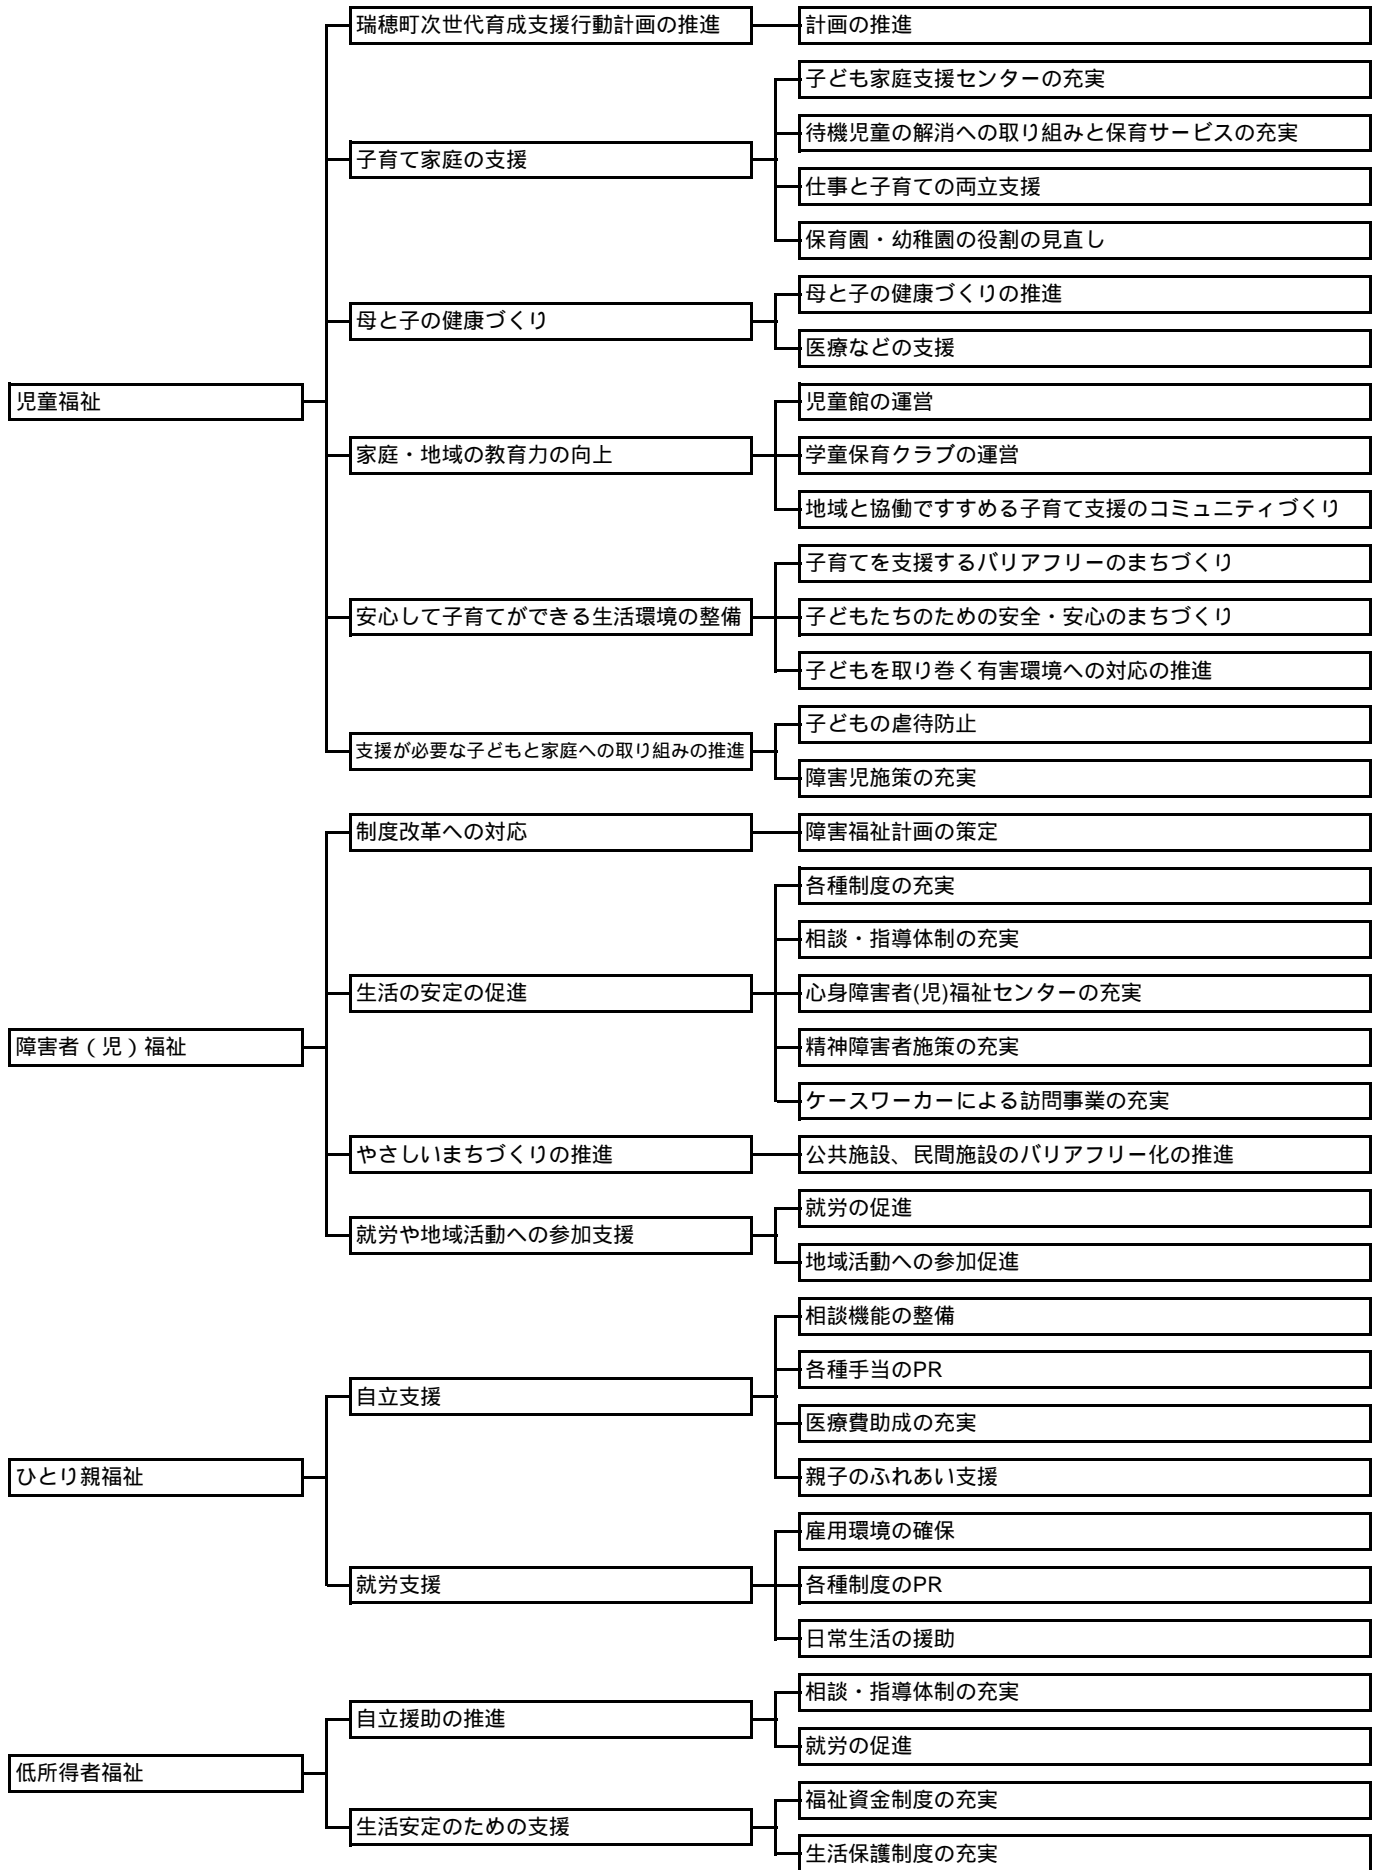 瑞穂町次世代育成支援行動計画の推進
計画の推進
子ども家庭支援センターの充実
待機児童の解消への取り組みと保育サービスの充実
子育て家庭の支援
仕事と子育ての両立支援
保育園・幼稚園の役割の見直し
母と子の健康づくりの推進
母と子の健康づくり
医療などの支援
児童福祉
児童館の運営
家庭・地域の教育力の向上
学童保育クラブの運営
地域と協働ですすめる子育て支援のコミュニティづくり
子育てを支援するバリアフリーのまちづくり
安心して子育てができる生活環境の整備
子どもたちのための安全・安心のまちづくり
子どもを取り巻く有害環境への対応の推進
子どもの虐待防止
支援が必要な子どもと家庭への取り組みの推進
障害児施策の充実
制度改革への対応
障害福祉計画の策定
各種制度の充実
相談・指導体制の充実
生活の安定の促進
心身障害者(児)福祉センターの充実
障害者（児）福祉
精神障害者施策の充実
ケースワーカーによる訪問事業の充実
やさしいまちづくりの推進
公共施設、民間施設のバリアフリー化の推進
就労の促進
就労や地域活動への参加支援
地域活動への参加促進
相談機能の整備
各種手当のPR
自立支援
医療費助成の充実
ひとり親福祉
親子のふれあい支援
雇用環境の確保
就労支援
各種制度のPR
日常生活の援助
相談・指導体制の充実
自立援助の推進
就労の促進
低所得者福祉
福祉資金制度の充実
生活安定のための支援
生活保護制度の充実